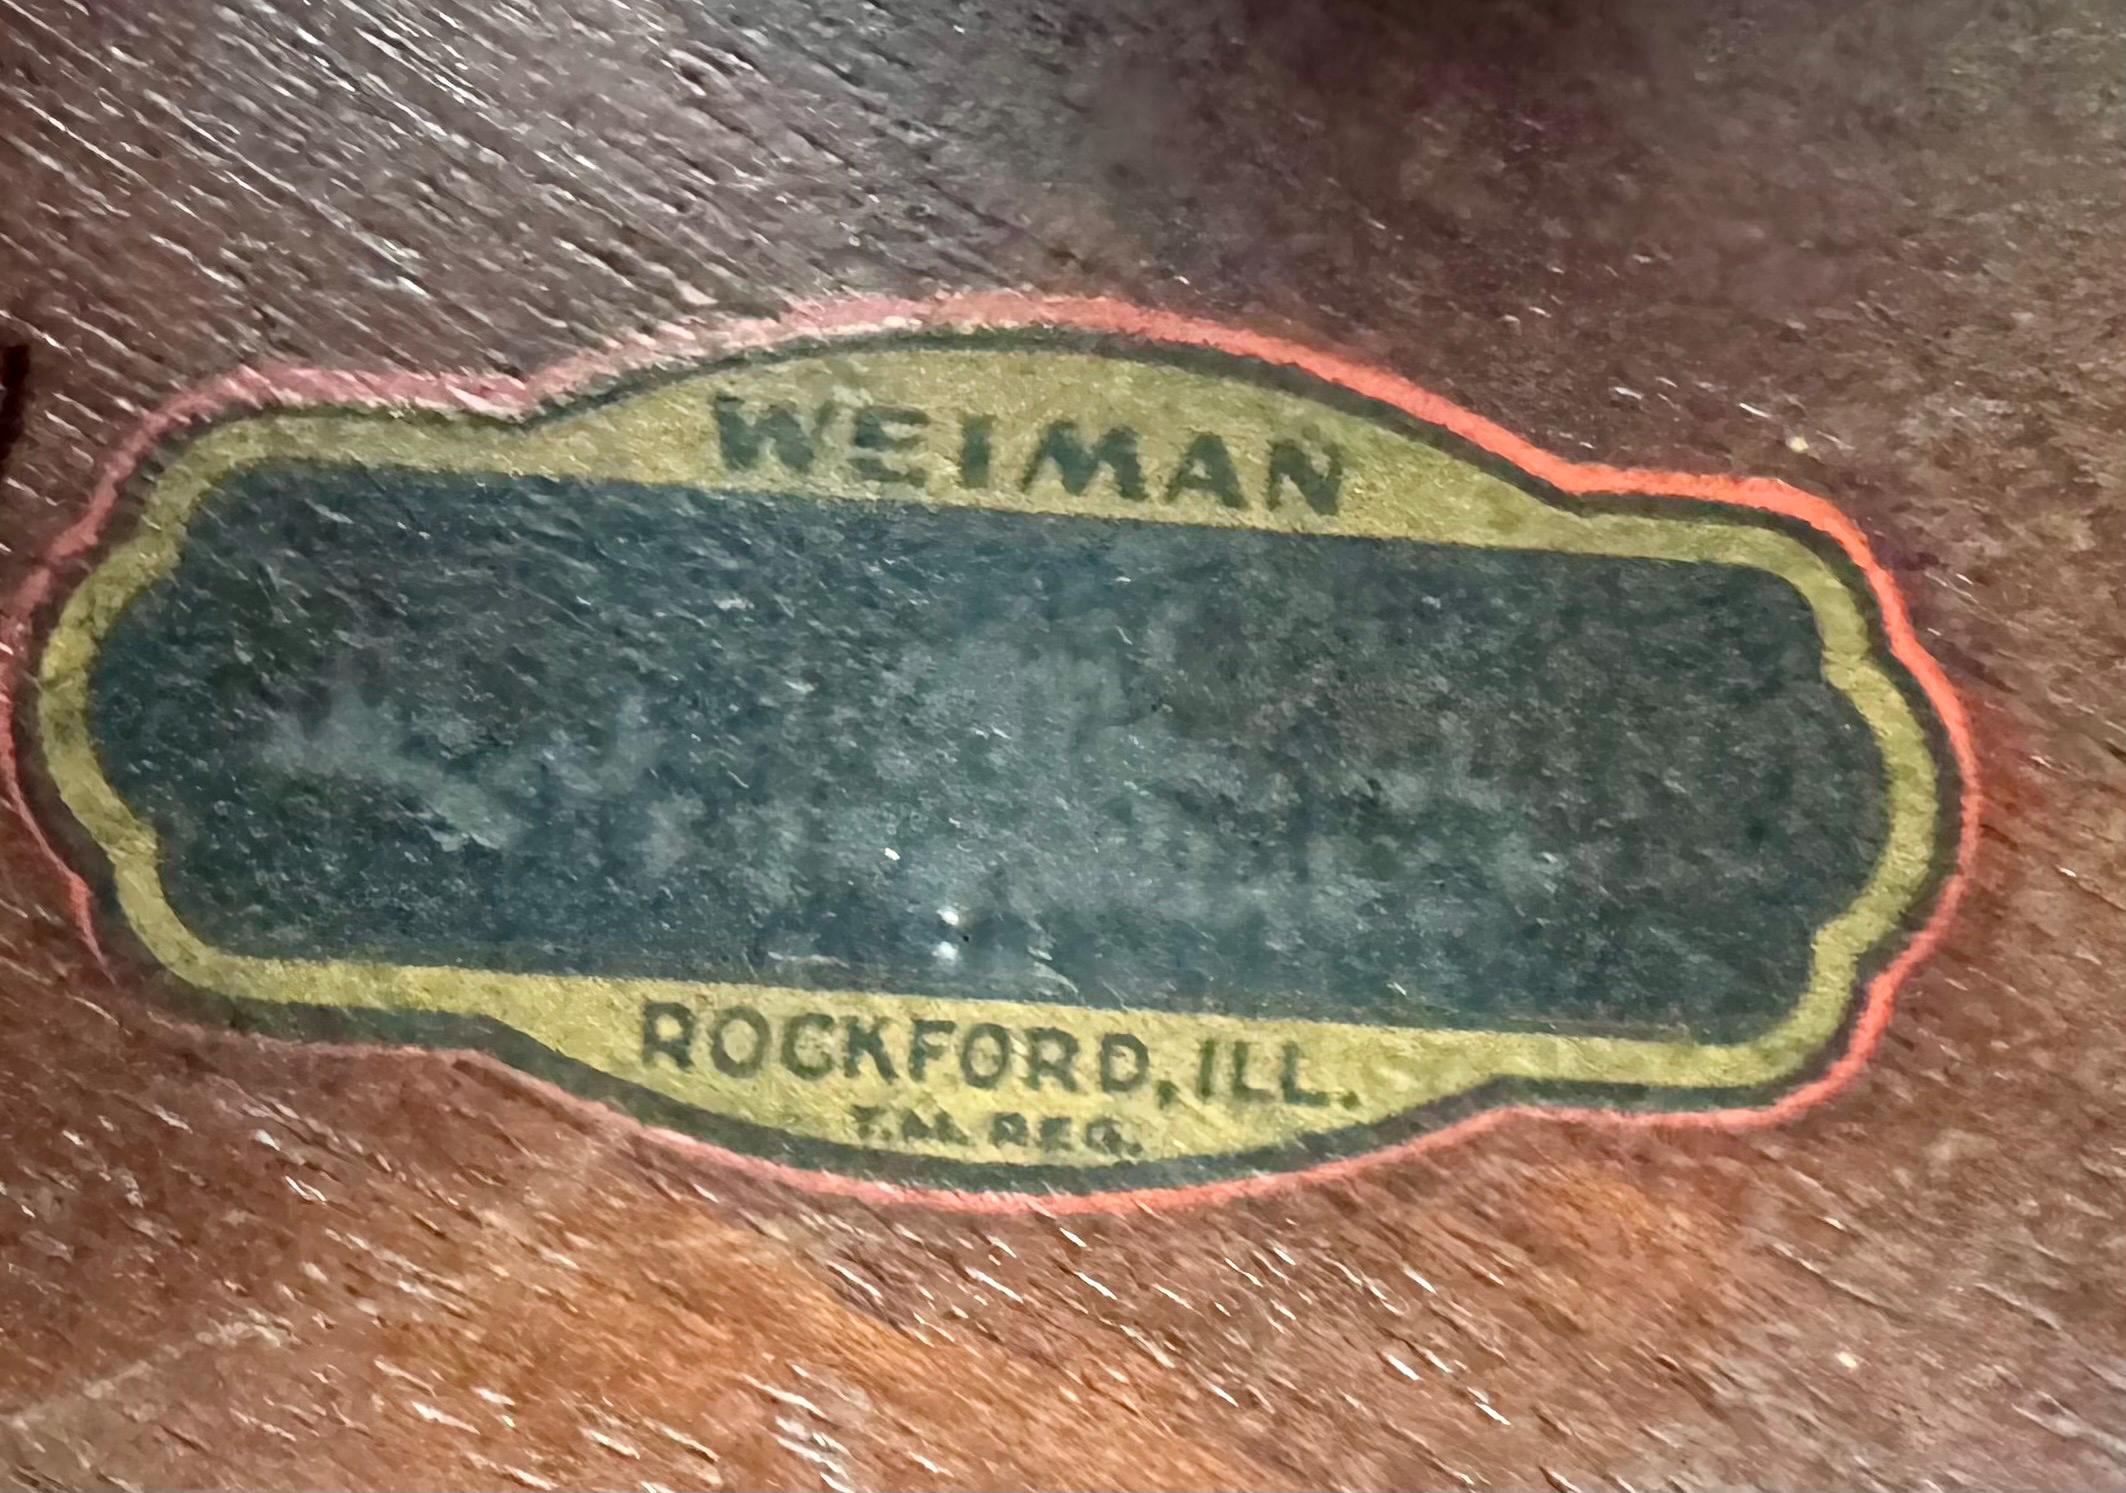 WEIMAN
ROCKFORD, ILL.
T.M. REG.